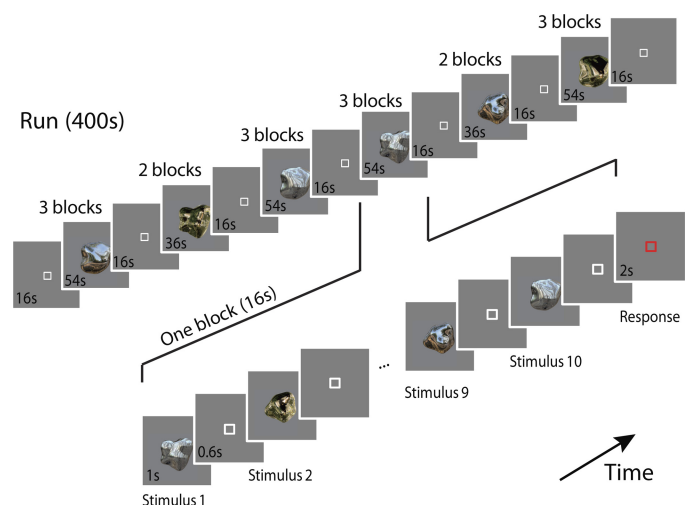 Run (400s)
16s
3 blocks
54s
16s
2 blocks
36s
16s
3 blocks
54s
16s
3 blocks
54s
16s
2 blocks
36s
16s
3 blocks
54s
16s
One block (16s)
1s
Stimulus 1
0.6s
Stimulus 2
...
Stimulus 9
Stimulus 10
2s
Response
Time